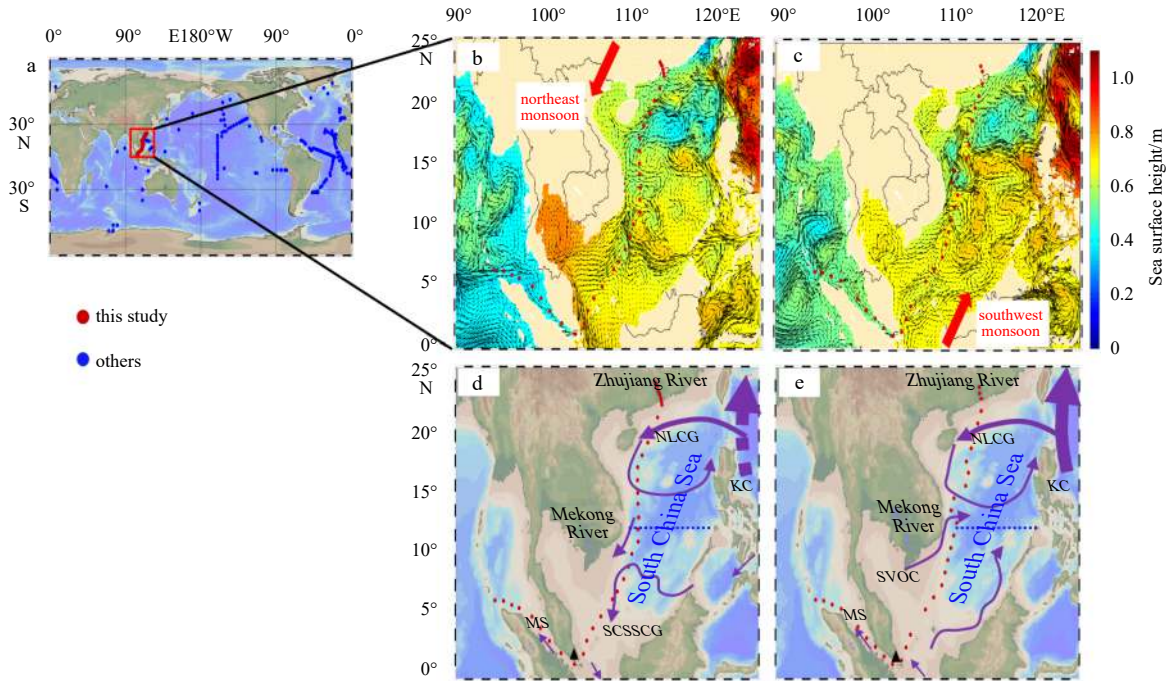 90° 100° 110° 120°E 90° 100° 110° 120°E
0° 90° E180°W 90° 0°
a
30°
N
30°
S
this study
others
25°
N
20°
15°
10°
5°
0°
b
northeast
monsoon
c
southwest
monsoon
1.0
0.8
0.6
0.4
0.2
0
Sea surface height/m
25°
N
20°
15°
10°
5°
0°
d
Zhujiang River
NLCG
KC
South China Sea
Mekong
River
SCSSCG
MS
e
Zhujiang River
NLCG
KC
South China Sea
Mekong
River
SVOC
MS